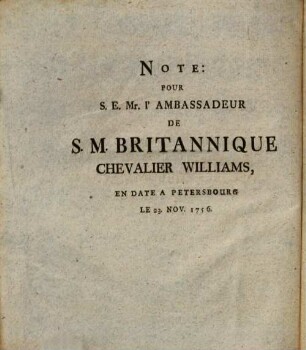 NOTE:
POUR
S. E. Mr. l' AMBASSADEUR
DE
S. M. BRITANNIQUE
CHEVALIER WILLIAMS,
EN DATE A PETERSBOURG
LE 23. NOV. 1756.